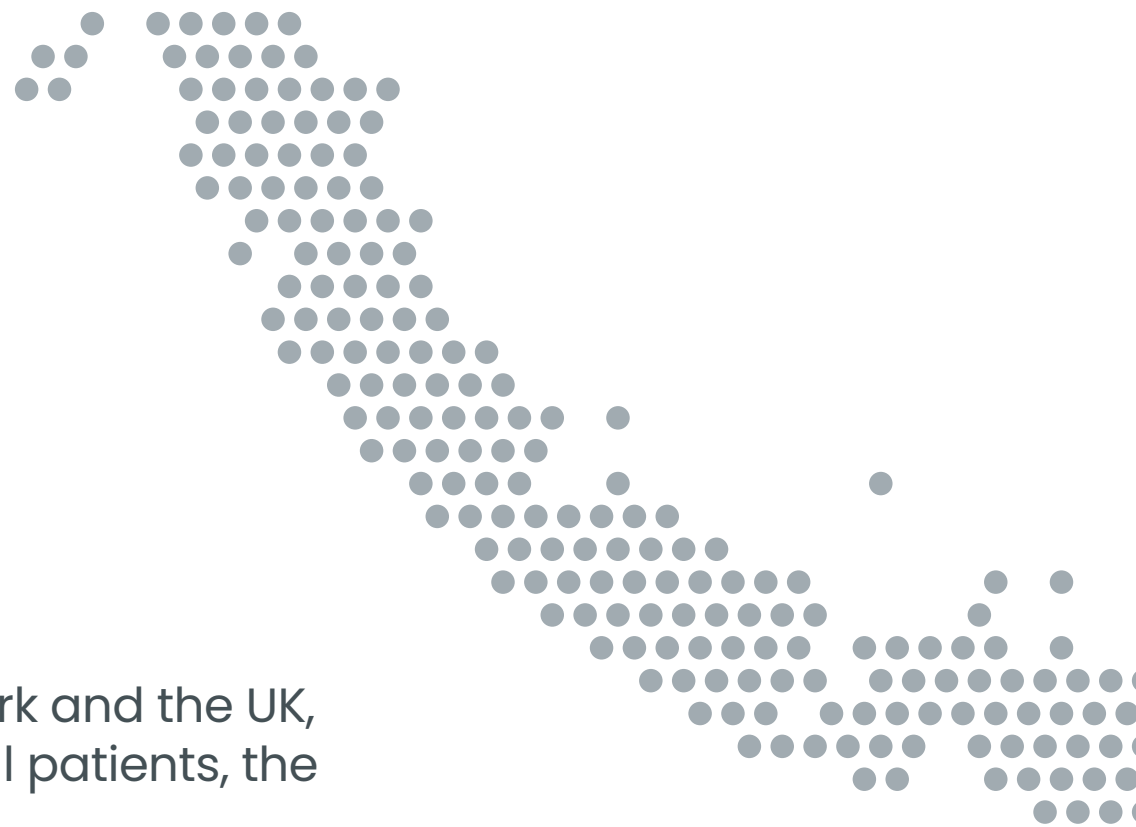 rk and the UK,
l patients, the